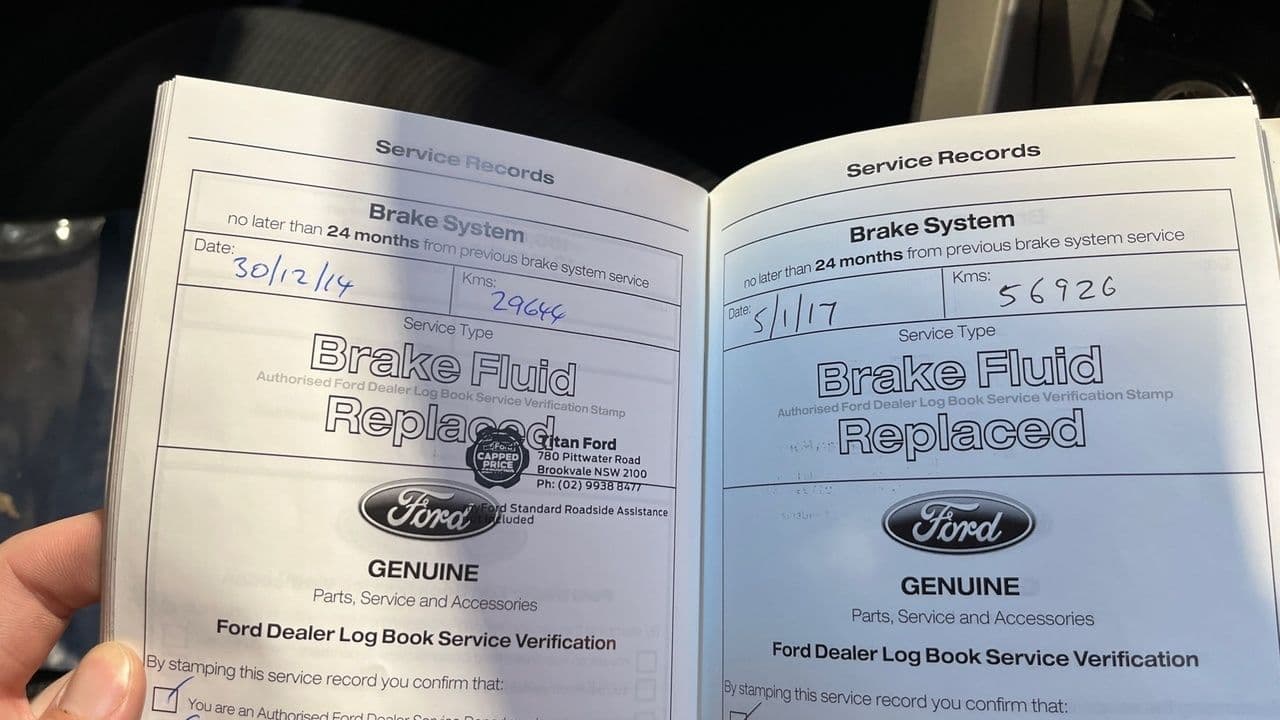 Service Records
Brake System
no later than 24 months from previous brake system service
Date: 30/12/14 Kms: 29644
Service Type
Brake Fluid
Authorised Ford Dealer Log Book Service Verification Stamp
Replaced
Ford
CAPPED
PRICE
Titan Ford
780 Pittwater Road
Brookvale NSW 2100
Ph: (02) 9938 8477
Ford Standard Roadside Assistance
Included
Ford
GENUINE
Parts, Service and Accessories
Ford Dealer Log Book Service Verification
By stamping this service record you confirm that:
You are an Authorised Ford Dealer
Service Records
Brake System
no later than 24 months from previous brake system service
Date: 5/1/17 Kms: 56926
Service Type
Brake Fluid
Authorised Ford Dealer Log Book Service Verification Stamp
Replaced
Ford
GENUINE
Parts, Service and Accessories
Ford Dealer Log Book Service Verification
By stamping this service record you confirm that: